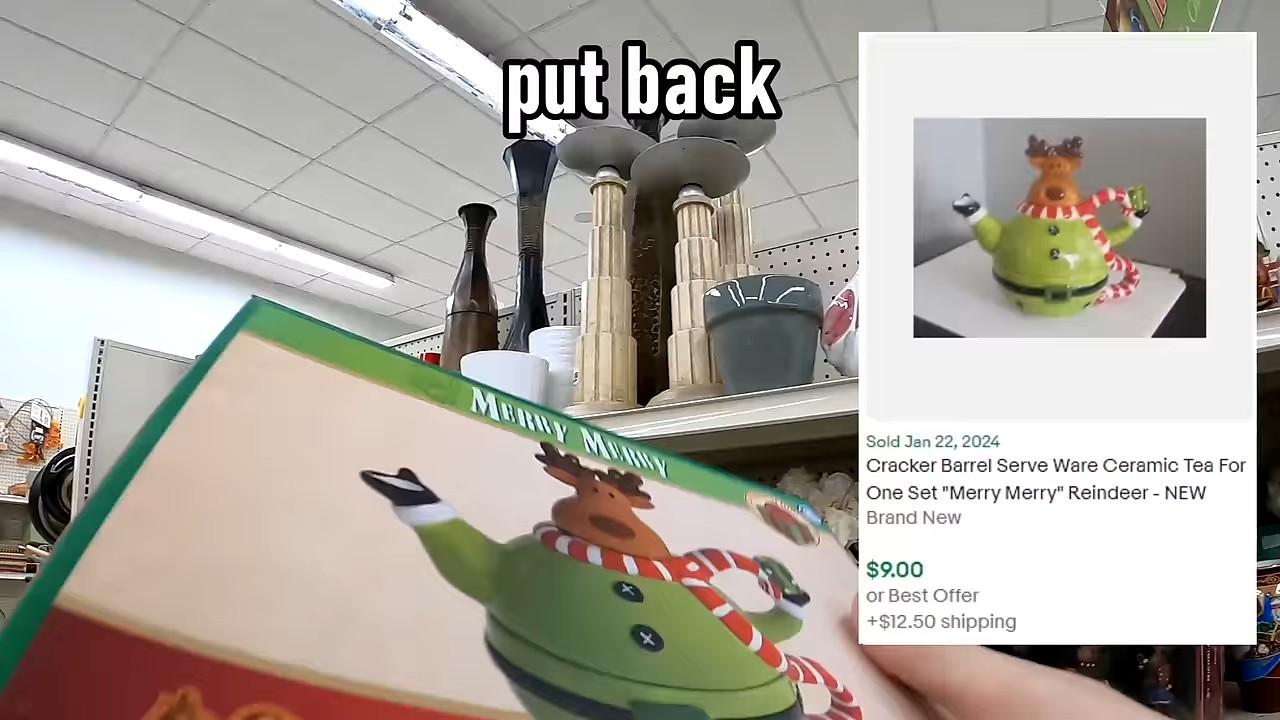 put back
MERRY MERRY
Sold Jan 22, 2024
Cracker Barrel Serve Ware Ceramic Tea For
One Set "Merry Merry" Reindeer - NEW
Brand New
$9.00
or Best Offer
+$12.50 shipping